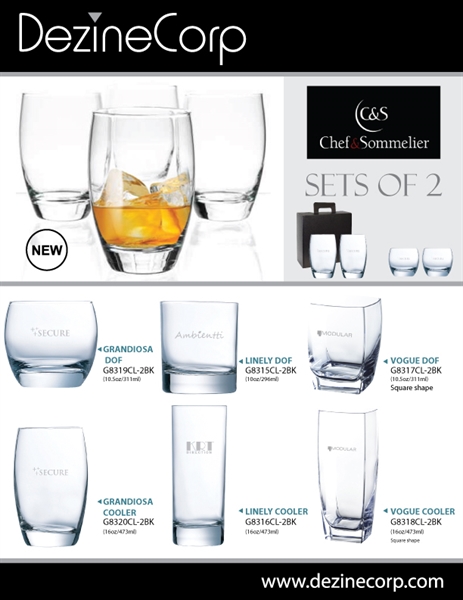 DezineCorp
C&S
Chef&Sommelier
SETS OF 2
NEW
SECURE
GRANDIOSA
DOF
G8319CL-2BK
(10.5oz/311ml)
Ambientti
LINELY DOF
G8315CL-2BK
(10oz/296ml)
MODULAR
VOGUE DOF
G8317CL-2BK
(10.5oz/311ml)
Square shape
SECURE
GRANDIOSA
COOLER
G8320CL-2BK
(16oz/473ml)
KRT
LINELY COOLER
G8316CL-2BK
(16oz/473ml)
MODULAR
VOGUE COOLER
G8318CL-2BK
(16oz/473ml)
Square shape
www.dezinecorp.com